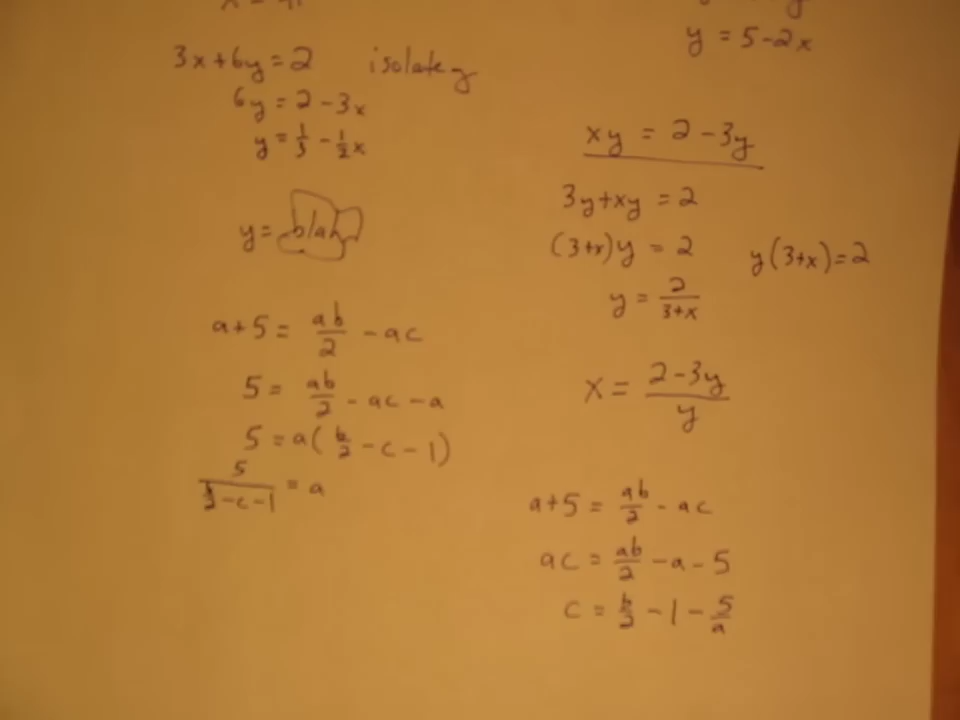 3x+6y=2 isolate y
6y = 2 - 3x
y = 1/3 - 1/2x
y = blah
a+5 = ab/2 - ac
5 = ab/2 - ac - a
5 = a(b/2 - c - 1)
5/(b/2 - c - 1) = a
y = 5-2x
xy = 2-3y
3y+xy = 2
(3+x)y = 2 y(3+x)=2
y = 2/(3+x)
x = (2-3y)/y
a+5 = ab/2 - ac
ac = ab/2 - a - 5
c = b/2 - 1 - 5/a